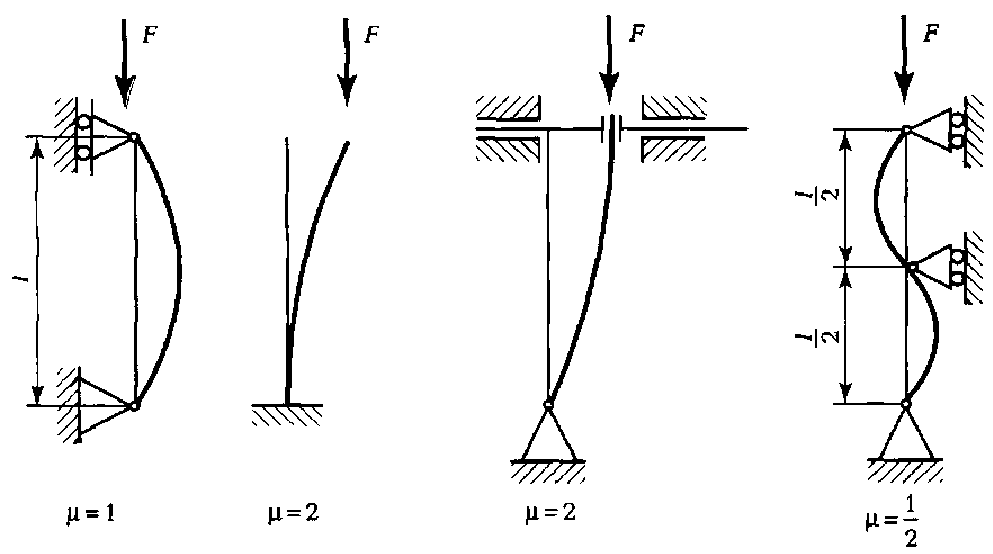 F
F
F
F
l
l/2
l/2
μ = 1
μ = 2
μ = 2
μ = 1/2